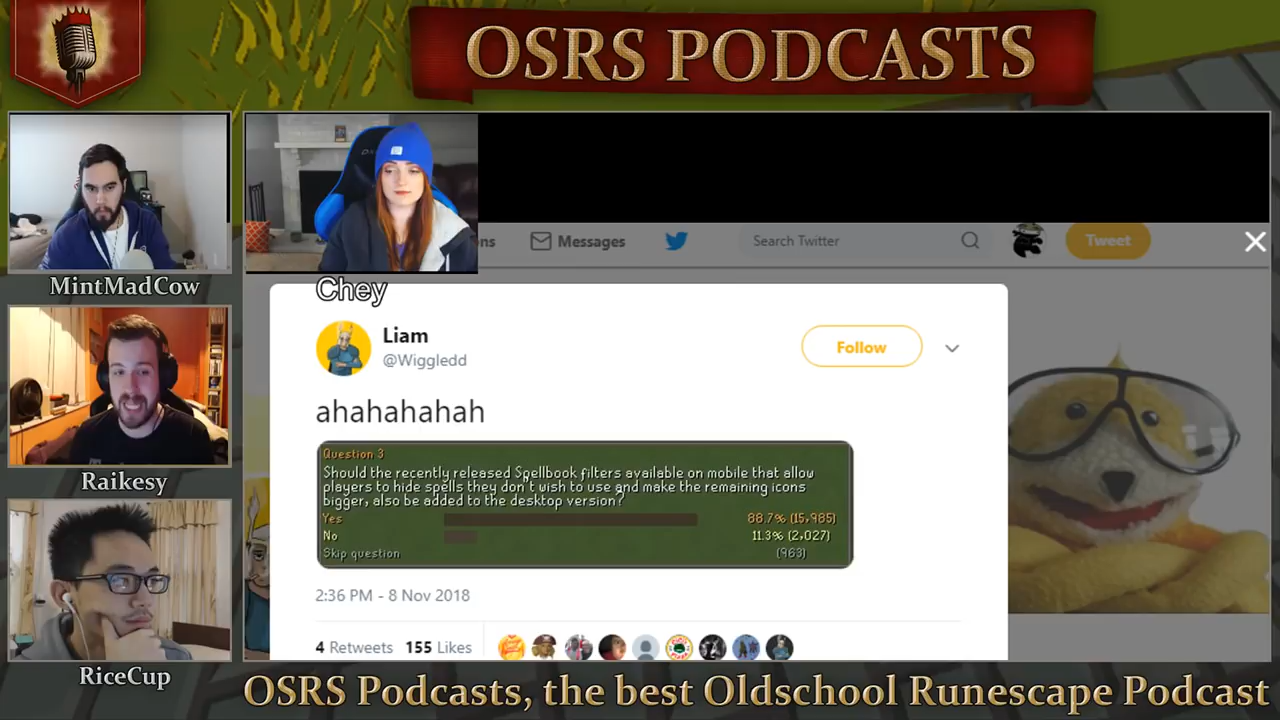 OSRS PODCASTS
MintMadCow
Raikesy
RiceCup
Chey
ons
Messages
Search Twitter
Tweet
Liam
Follow
@Wiggledd
ahahahahah
Question 3
Should the recently released Spellbook filters available on mobile that allow
players to hide spells they don't wish to use and make the remaining icons
bigger, also be added to the desktop version?
Yes 88.7% (15,985)
No 11.3% (2,027)
Skip question (963)
2:36 PM - 8 Nov 2018
4 Retweets 155 Likes
OSRS Podcasts, the best Oldschool Runescape Podcast